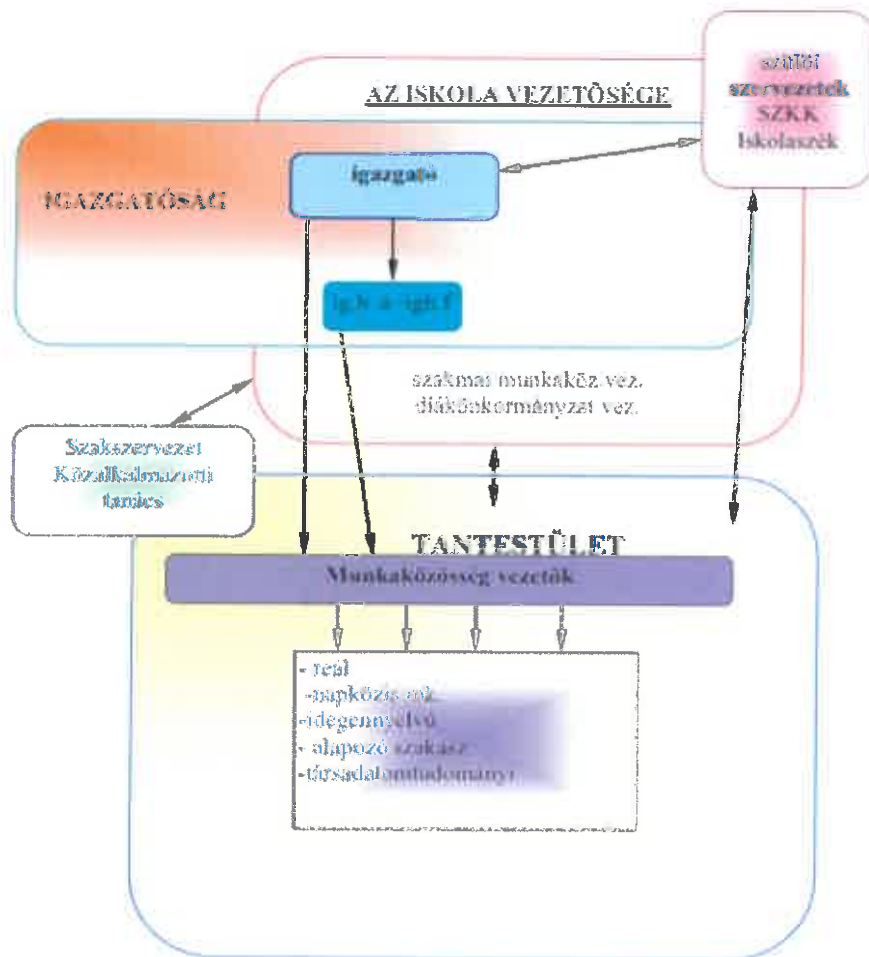 szülői
szervezetek
SZKK
Iskolaszék
AZ ISKOLA VEZETŐSÉGE
igazgató
IGAZGATÓSÁG
szakmai munkaköz.vez.
diákönkormányzat vez.
Szakszervezet
Közalkalmazotti
tanács
TANTESTÜLET
Munkaközösség vezetők
- reál
-napközis
-idegennyelvű
- alapozó szakasz
-társadalomtudományi